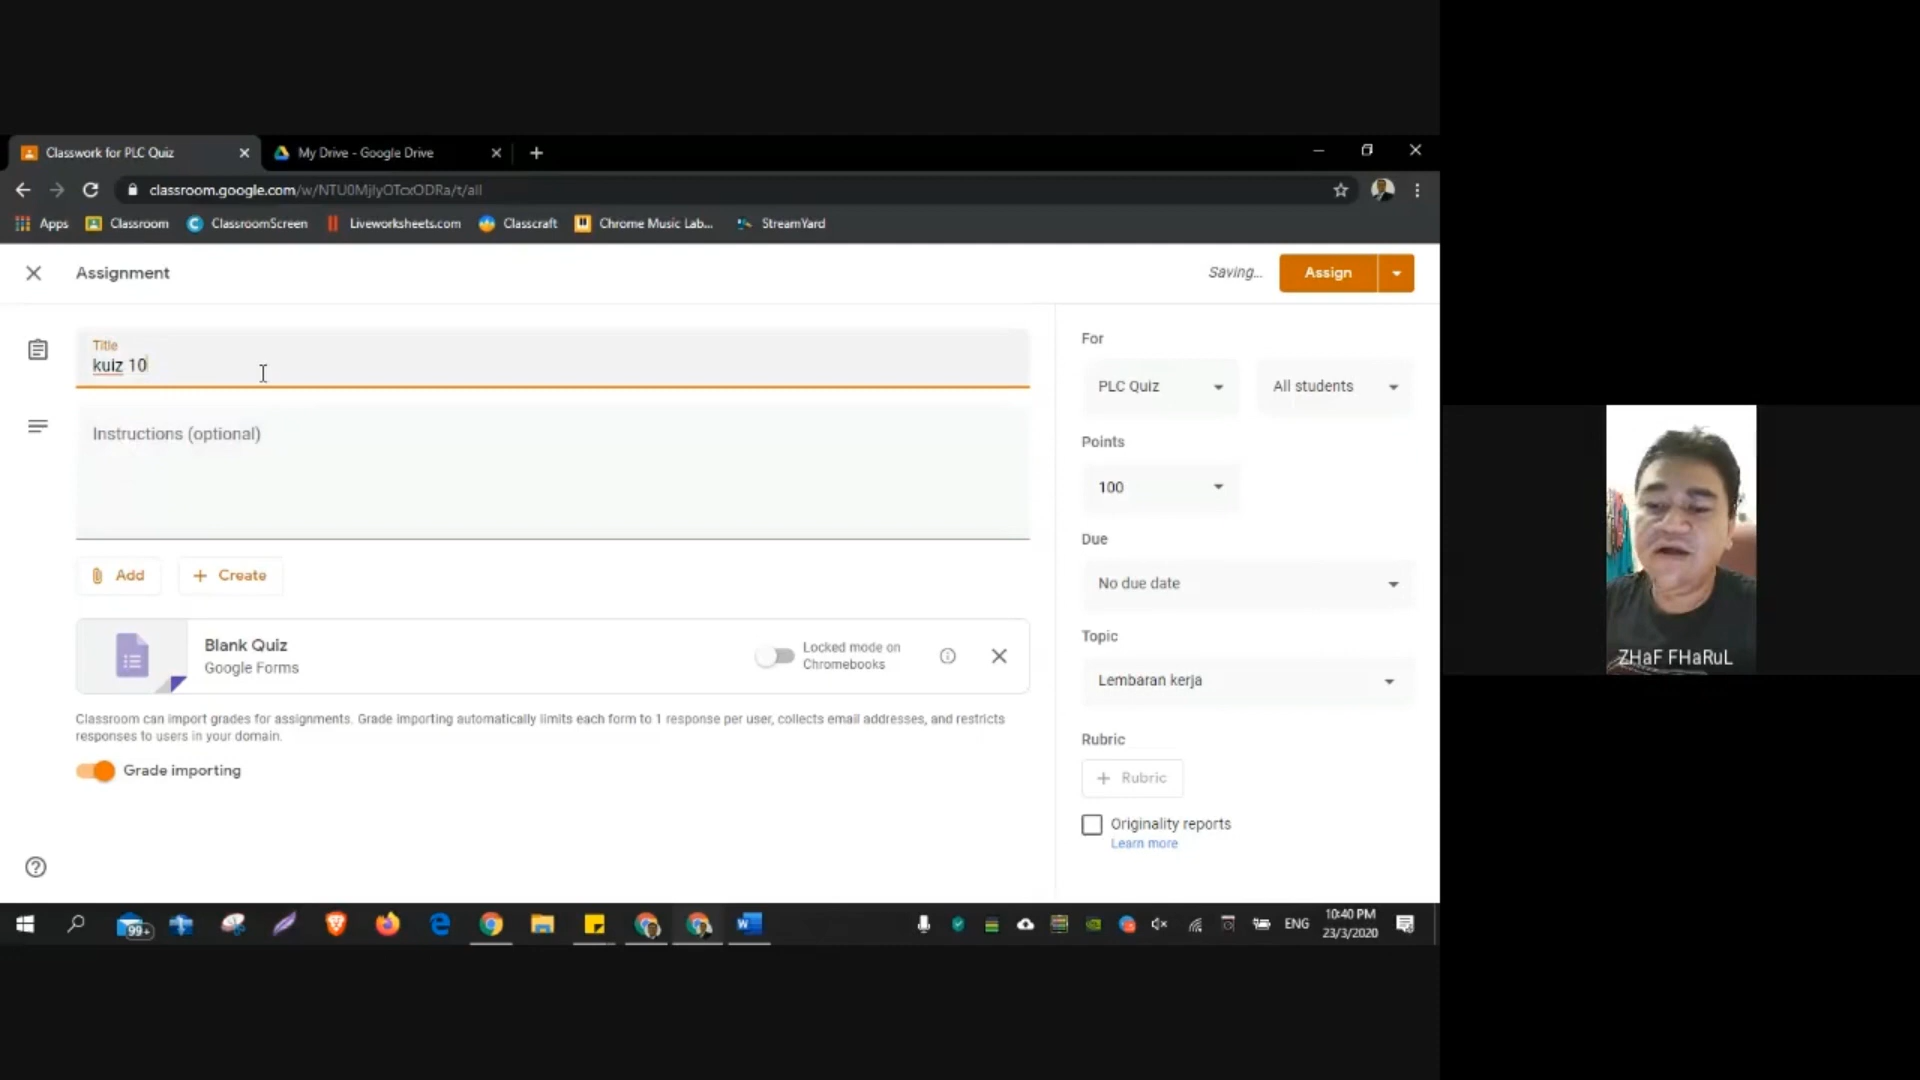 Classwork for PLC Quiz
My Drive - Google Drive
classroom.google.com/w/NTU0MjIyOTcxODRa/t/all
Apps
Classroom
ClassroomScreen
Liveworksheets.com
Classcraft
Chrome Music Lab...
StreamYard
Assignment
Saving...
Assign
Title
kuiz 10
Instructions (optional)
Add
Create
Blank Quiz
Google Forms
Locked mode on
Chromebooks
Classroom can import grades for assignments. Grade importing automatically limits each form to 1 response per user, collects email addresses, and restricts
responses to users in your domain.
Grade importing
For
PLC Quiz
All students
Points
100
Due
No due date
Topic
Lembaran kerja
Rubric
Rubric
Originality reports
Learn more
99+
ENG
10:40 PM
23/3/2020
ZHaF FHaRuL